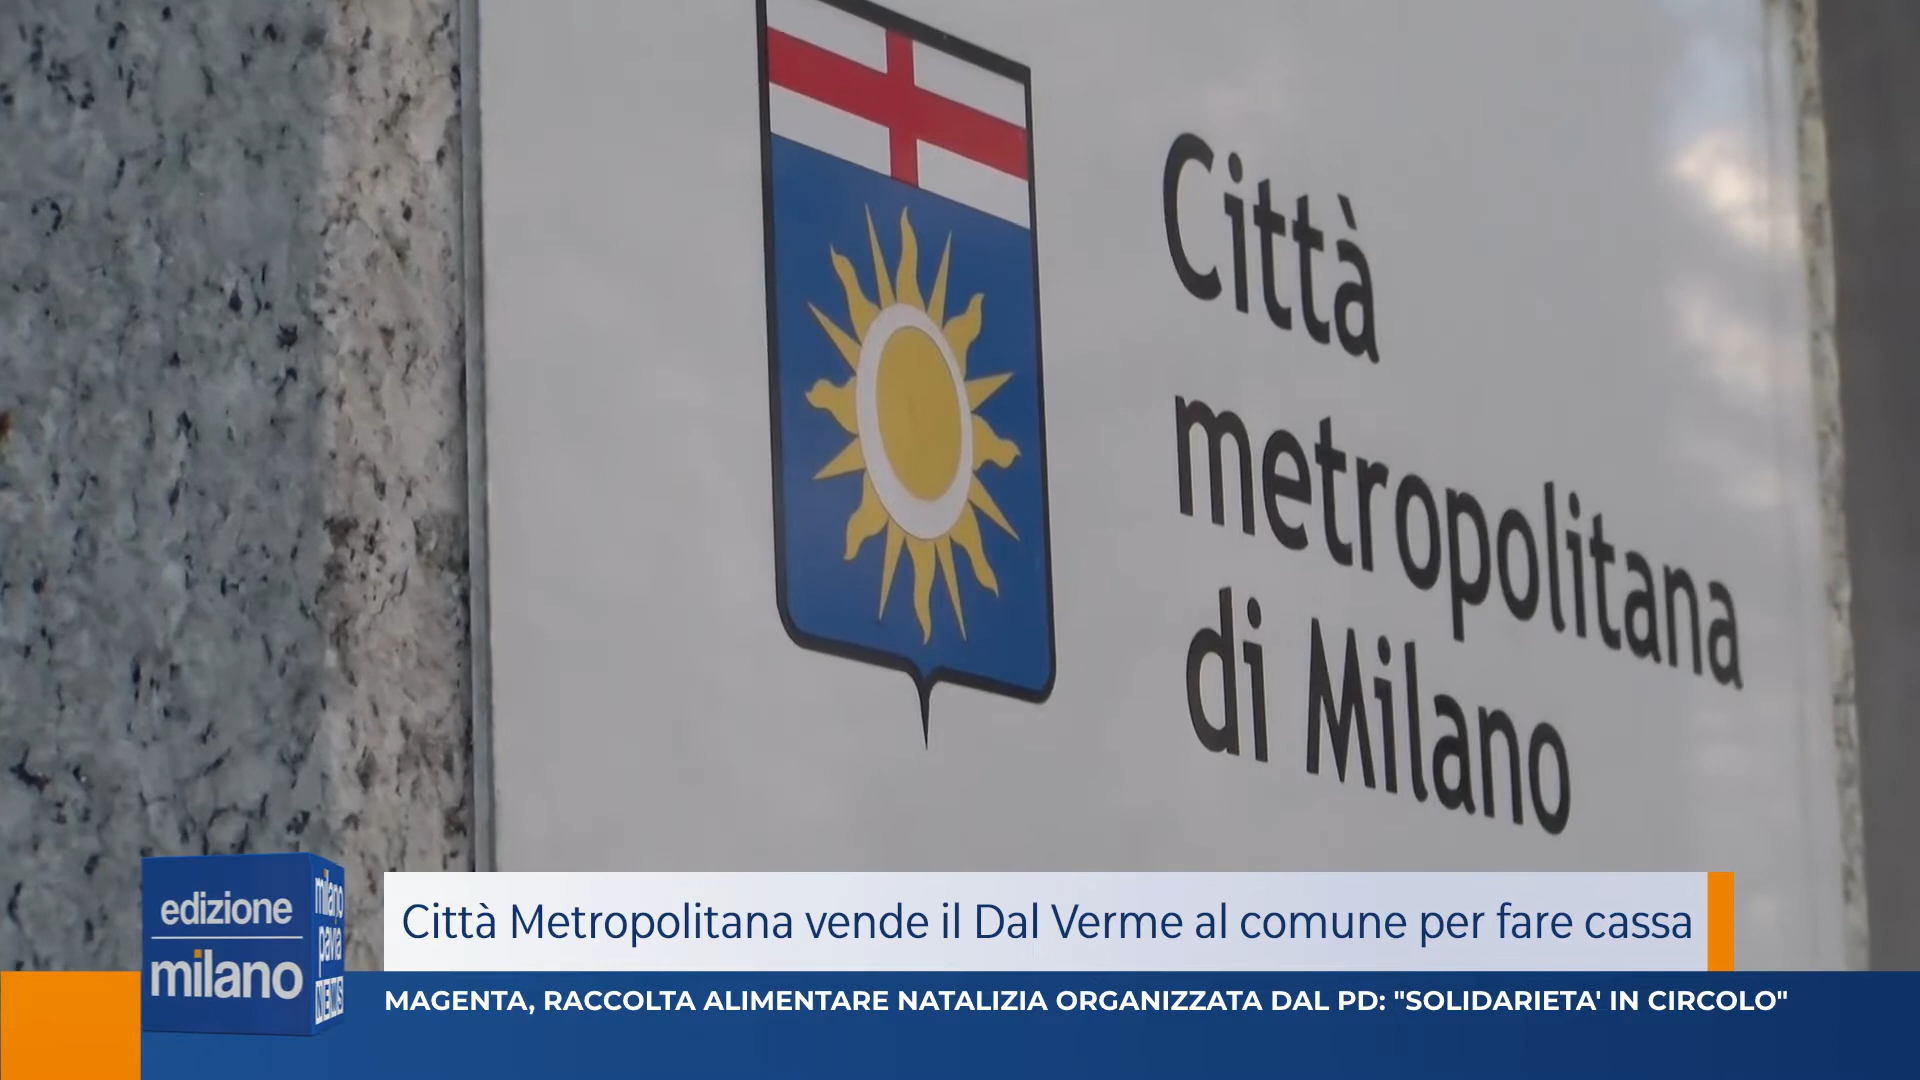 Città
metropolitana
di Milano
edizione
milano
milano
pavia
NEWS
Città Metropolitana vende il Dal Verme al comune per fare cassa
MAGENTA, RACCOLTA ALIMENTARE NATALIZIA ORGANIZZATA DAL PD: "SOLIDARIETA' IN CIRCOLO"